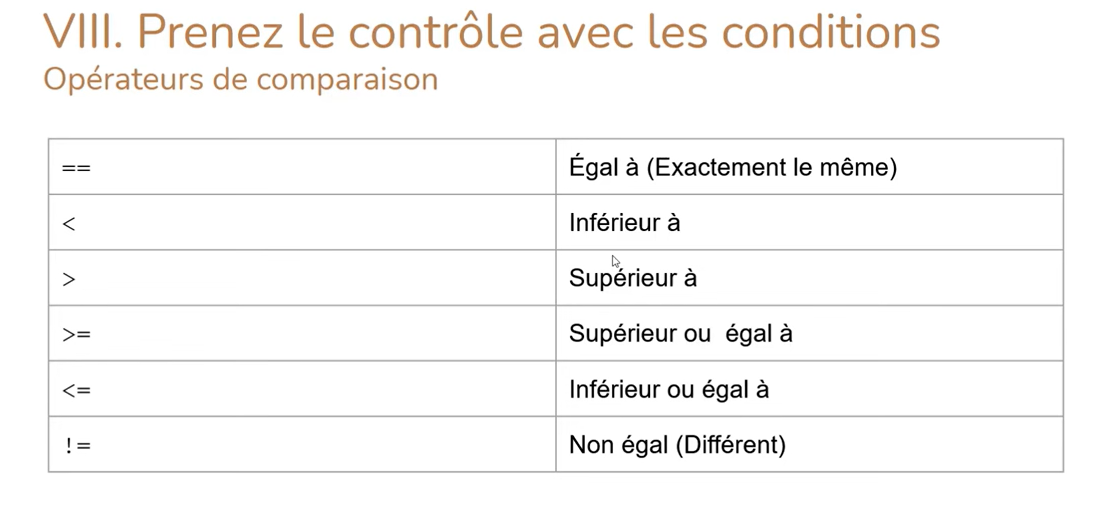 VIII. Prenez le contrôle avec les conditions
Opérateurs de comparaison
== Égal à (Exactement le même)
< Inférieur à
> Supérieur à
>= Supérieur ou  égal à
<= Inférieur ou égal à
!= Non égal (Différent)